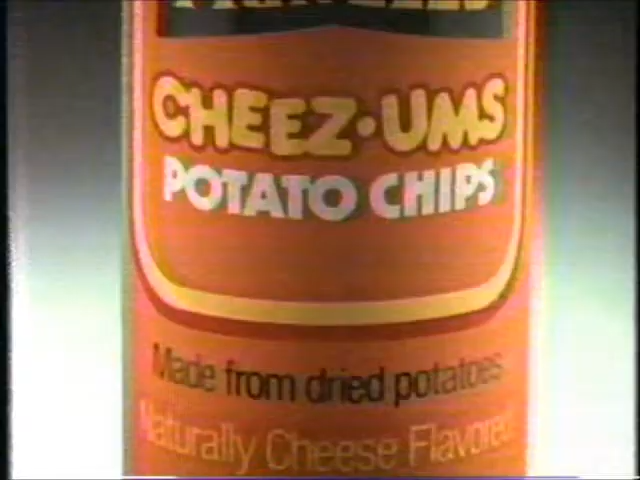 CHEEZ•UMS
POTATO CHIPS
Made from dried potatoes
Naturally Cheese Flavored